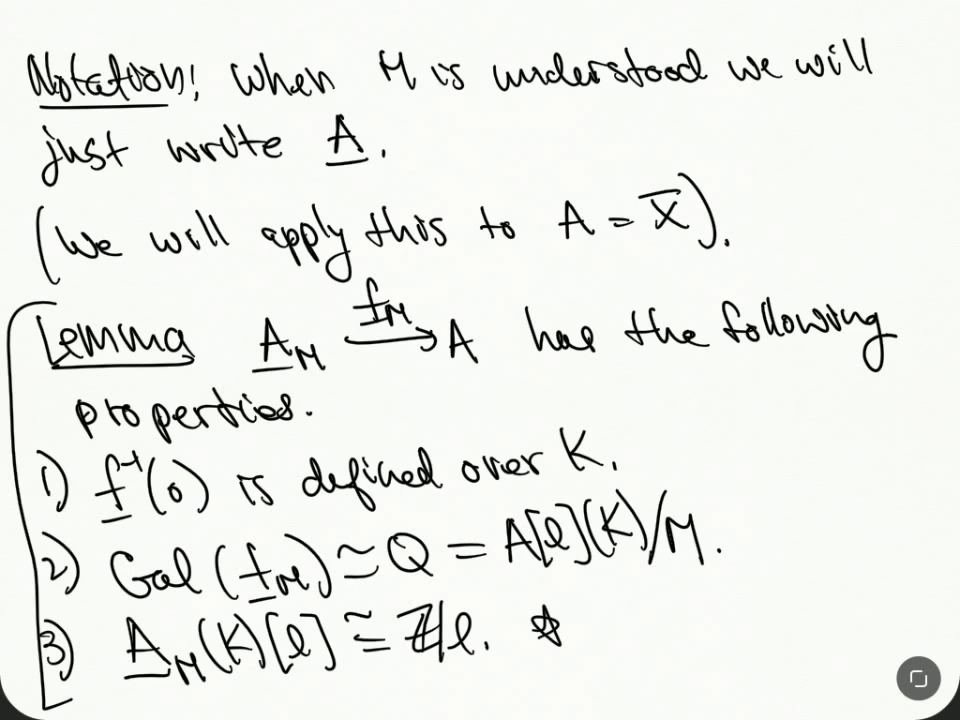 Notation: When M is understood we will
just write A.
(We will apply this to A = X̄).
Lemma A_M →^{f_M} A has the following
properties.
1) f⁻¹(0) is defined over K.
2) Gal(f_M) ≃ Q = A[l](K)/M.
3) A_M(K)[l] ≅ Z/l. ☆